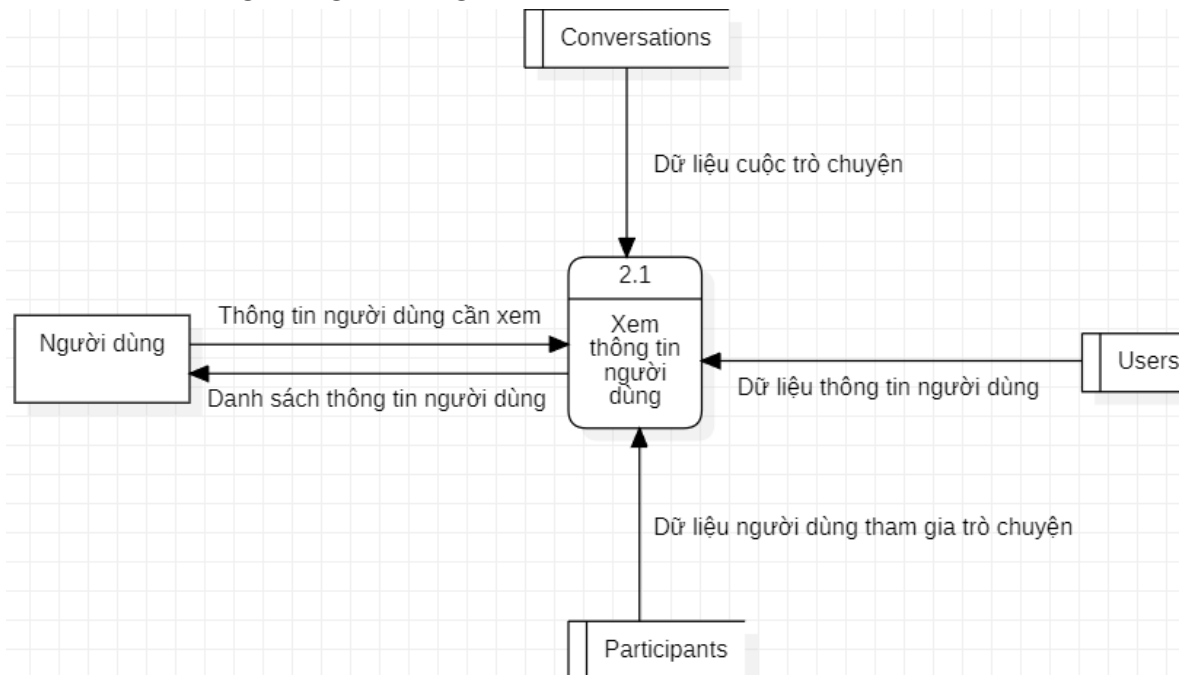 Conversations
Dữ liệu cuộc trò chuyện
2.1
Xem
thông tin
người
dùng
Thông tin người dùng cần xem
Người dùng
Danh sách thông tin người dùng
Users
Dữ liệu thông tin người dùng
Dữ liệu người dùng tham gia trò chuyện
Participants